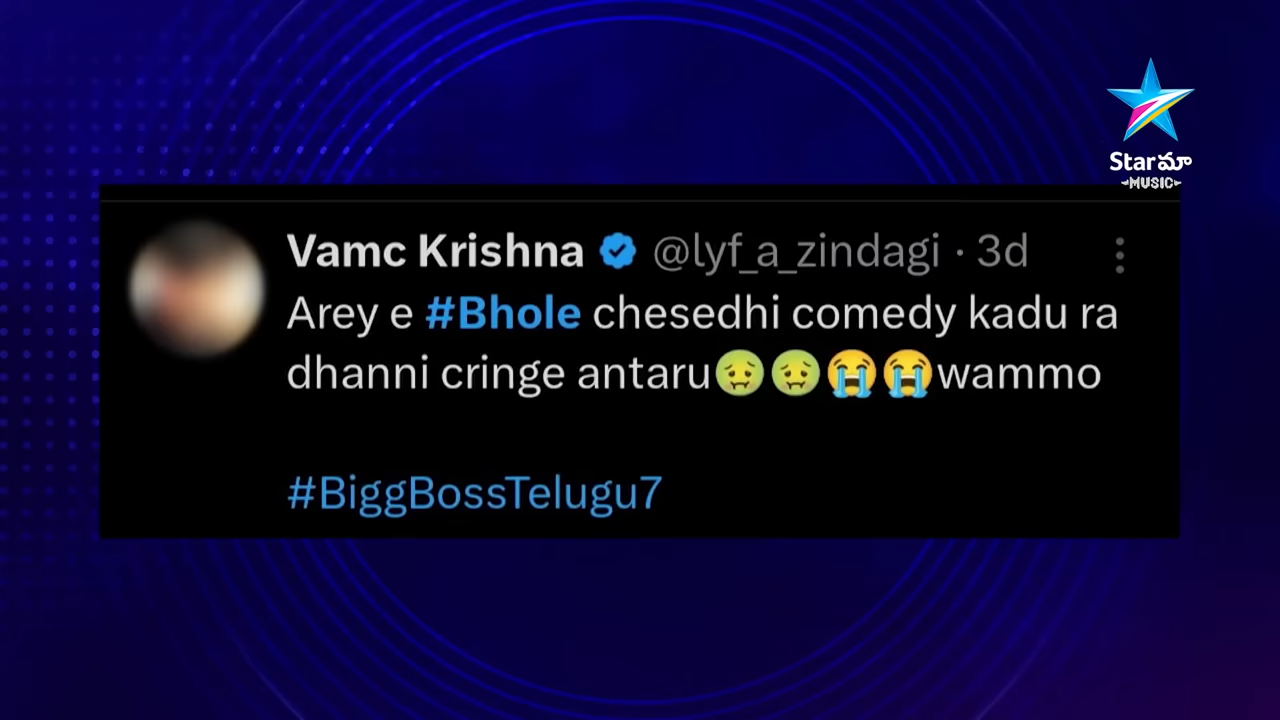 Starమా
MUSIC
Vamc Krishna @lyf_a_zindagi · 3d
Arey e #Bhole chesedhi comedy kadu ra
dhanni cringe antaru🤢🤢😭😭wammo
#BiggBossTelugu7